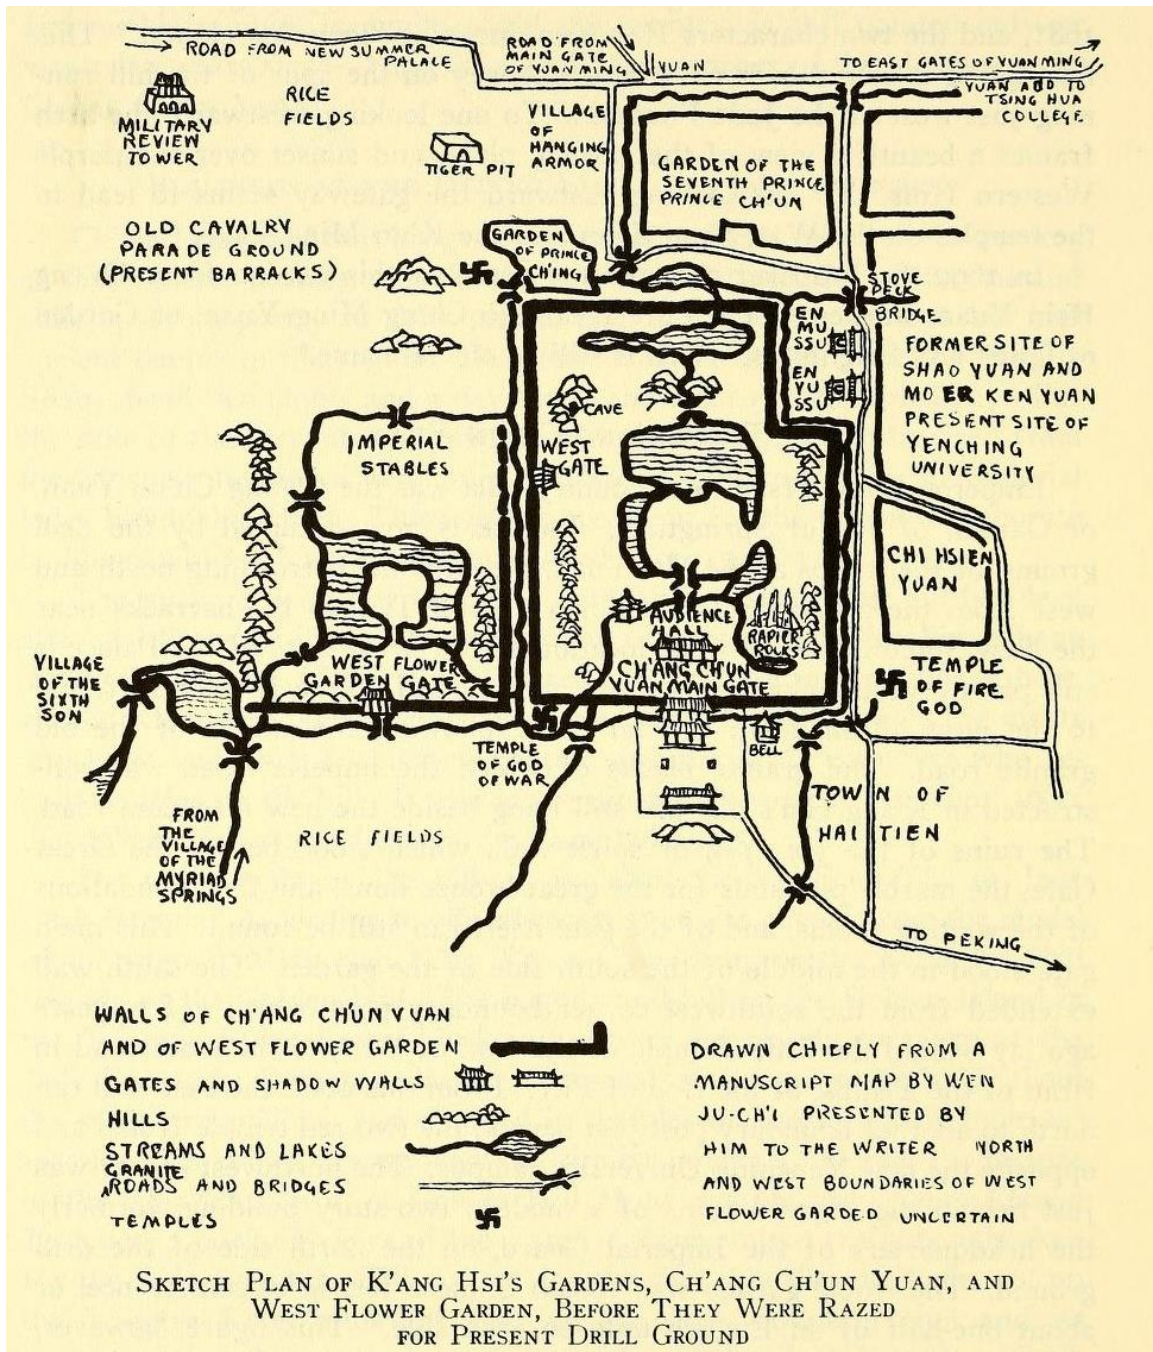 ROAD FROM NEW SUMMER
PALACE
ROAD FROM
MAIN GATE
OF YUAN MING
YUAN
TO EAST GATES OF YUAN MING
YUAN AND TO
TSING HUA
COLLEGE
MILITARY
REVIEW
TOWER
RICE
FIELDS
TIGER PIT
VILLAGE
OF
HANGING
ARMOR
GARDEN OF THE
SEVENTH PRINCE
PRINCE CH'UN
OLD CAVALRY
PARADE GROUND
(PRESENT BARRACKS)
GARDEN
OF PRINCE
CH'ING
STOVE
PECK
BRIDGE
EN
MU
SSU
EN
YU
SSU
FORMER SITE OF
SHAO YUAN AND
MO ER KEN YUAN
PRESENT SITE OF
YENCHING
UNIVERSITY
CAVE
WEST
GATE
IMPERIAL
STABLES
CHI HSIEN
YUAN
AUDIENCE
HALL
RAPIER
ROCKS
CH'ANG CH'UN
YUAN MAIN GATE
WEST FLOWER
GARDEN GATE
VILLAGE
OF THE
SIXTH
SON
TEMPLE
OF FIRE
GOD
TEMPLE
OF GOD
OF WAR
BELL
TOWN OF
HAI TIEN
FROM
THE
VILLAGE
OF THE
MYRIAD
SPRINGS
RICE FIELDS
TO PEKING
WALLS OF CH'ANG CH'UN YUAN
AND OF WEST FLOWER GARDEN
GATES AND SHADOW WALLS
HILLS
STREAMS AND LAKES
GRANITE
ROADS AND BRIDGES
TEMPLES
DRAWN CHIEFLY FROM A
MANUSCRIPT MAP BY WEN
JU-CH'I PRESENTED BY
HIM TO THE WRITER NORTH
AND WEST BOUNDARIES OF WEST
FLOWER GARDED UNCERTAIN
SKETCH PLAN OF K'ANG HSI'S GARDENS, CH'ANG CH'UN YUAN, AND
WEST FLOWER GARDEN, BEFORE THEY WERE RAZED
FOR PRESENT DRILL GROUND